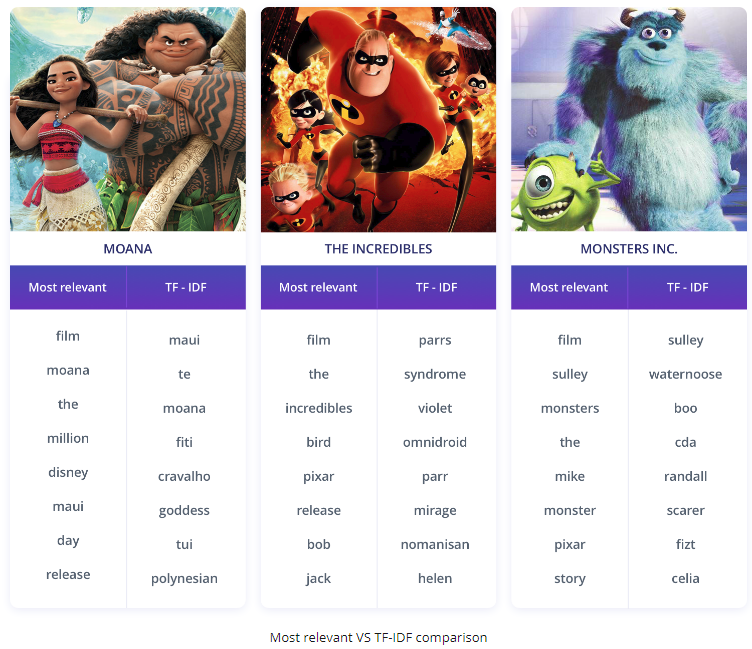 MOANA
Most relevant TF - IDF
film maui
moana te
the moana
million fiti
disney cravalho
maui goddess
day tui
release polynesian
THE INCREDIBLES
Most relevant TF - IDF
film parrs
the syndrome
incredibles violet
bird omnidroid
pixar parr
release mirage
bob nomanisan
jack helen
MONSTERS INC.
Most relevant TF - IDF
film sulley
sulley waternoose
monsters boo
the cda
mike randall
monster scarer
pixar fizt
story celia
Most relevant VS TF-IDF comparison